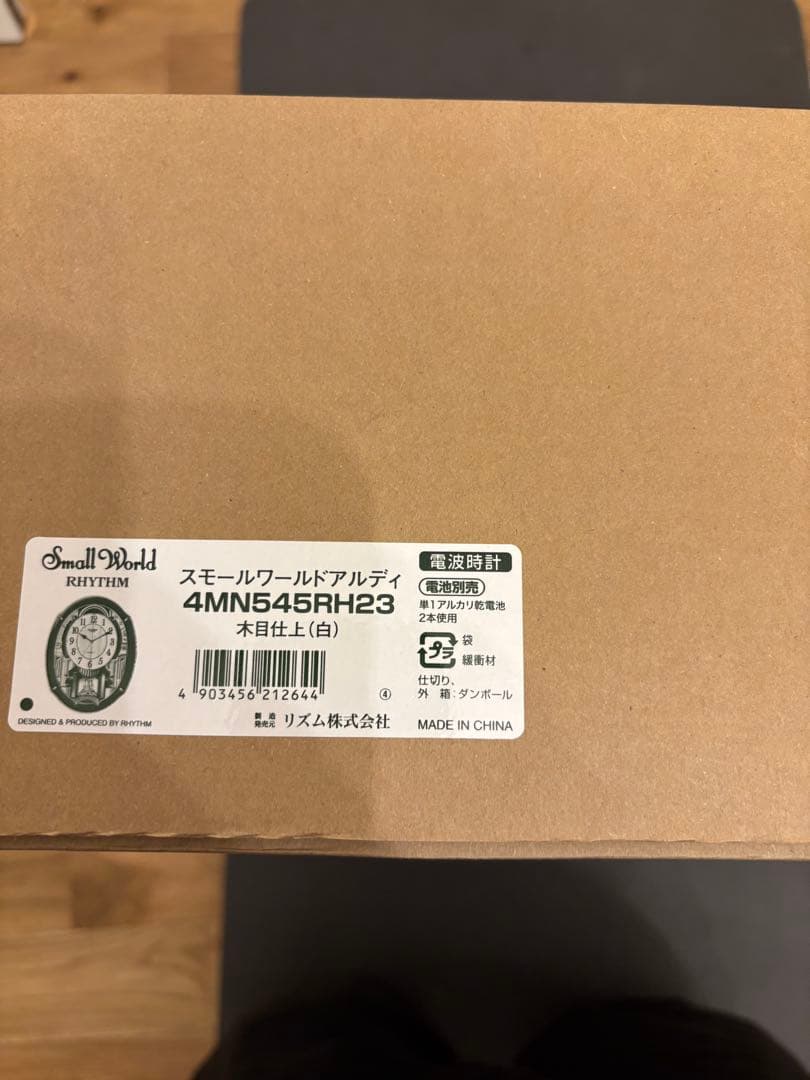 Small World
RHYTHM
DESIGNED & PRODUCED BY RHYTHM
スモールワールドアルディ
4MN545RH23
木目仕上(白)
4 903456 212644
④
製造
発売元 リズム株式会社
電波時計
電池別売
単1アルカリ乾電池
2本使用
プラ
袋
緩衝材
仕切り、
外 箱:ダンボール
MADE IN CHINA